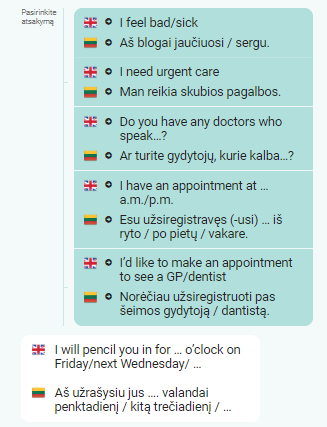 Pasirinkite
atsakymą
I feel bad/sick
Aš blogai jaučiuosi / sergu.
I need urgent care
Man reikia skubios pagalbos.
Do you have any doctors who
speak…?
Ar turite gydytojų, kurie kalba…?
I have an appointment at …
a.m./p.m.
Esu užsiregistravęs (-usi) … iš
ryto / po pietų / vakare.
I’d like to make an appointment
to see a GP/dentist
Norėčiau užsiregistruoti pas
šeimos gydytoją / dantistą.
I will pencil you in for … o’clock on
Friday/next Wednesday/ …
Aš užrašysiu jus …. valandai
penktadienį / kitą trečiadienį / …